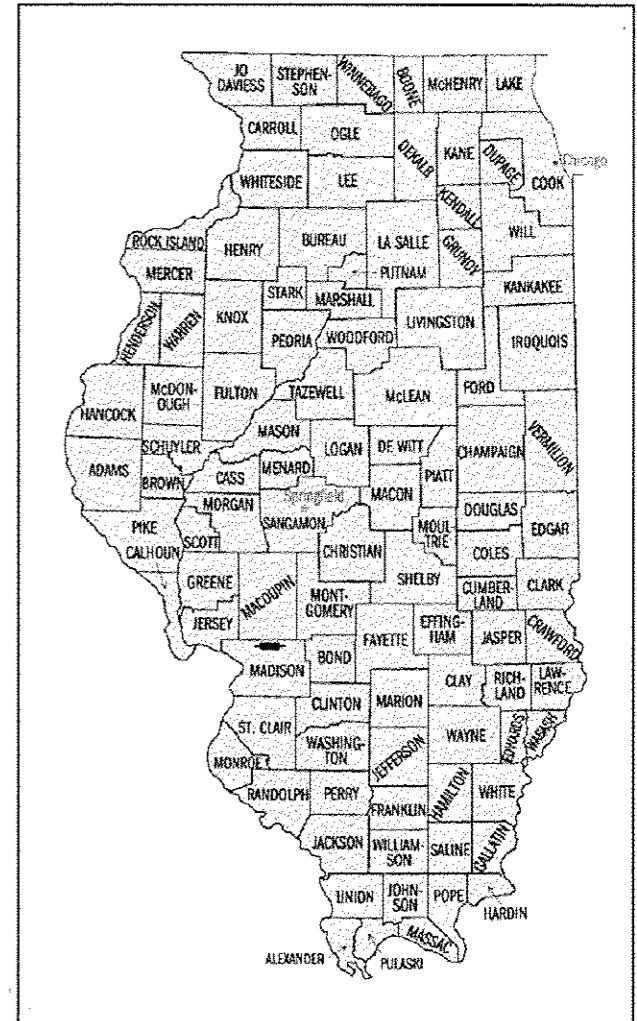 JO
DAVIESS
STEPHEN-
SON
WINNEBAGO
BOONE
McHENRY
LAKE
CARROLL
OGLE
DEKALB
KANE
DUPAGE
Chicago
COOK
WHITESIDE
LEE
KENDALL
WILL
ROCK ISLAND
HENRY
BUREAU
LA SALLE
GRUNDY
MERCER
PUTNAM
KANKAKEE
STARK
MARSHALL
HENDERSON
WARREN
KNOX
PEORIA
WOODFORD
LIVINGSTON
IROQUOIS
HANCOCK
McDON-
OUGH
FULTON
TAZEWELL
McLEAN
FORD
MASON
VERMILION
SCHUYLER
LOGAN
DE WITT
CHAMPAIGN
ADAMS
BROWN
CASS
MENARD
PIATT
MACON
Springfield
MORGAN
SANGAMON
DOUGLAS
PIKE
SCOTT
CHRISTIAN
MOUL-
TRIE
EDGAR
COLES
CALHOUN
GREENE
MACOUPIN
MONT-
GOMERY
SHELBY
CUMBER-
LAND
CLARK
JERSEY
FAYETTE
EFFING-
HAM
JASPER
CRAWFORD
MADISON
BOND
CLAY
RICH-
LAND
LAW-
RENCE
CLINTON
MARION
ST. CLAIR
WAYNE
EDWARDS
WABASH
WASHING-
TON
JEFFERSON
MONROE
RANDOLPH
PERRY
HAMILTON
WHITE
FRANKLIN
JACKSON
WILLIAM-
SON
SALINE
GALLATIN
UNION
JOHN-
SON
POPE
HARDIN
MASSAC
ALEXANDER
PULASKI